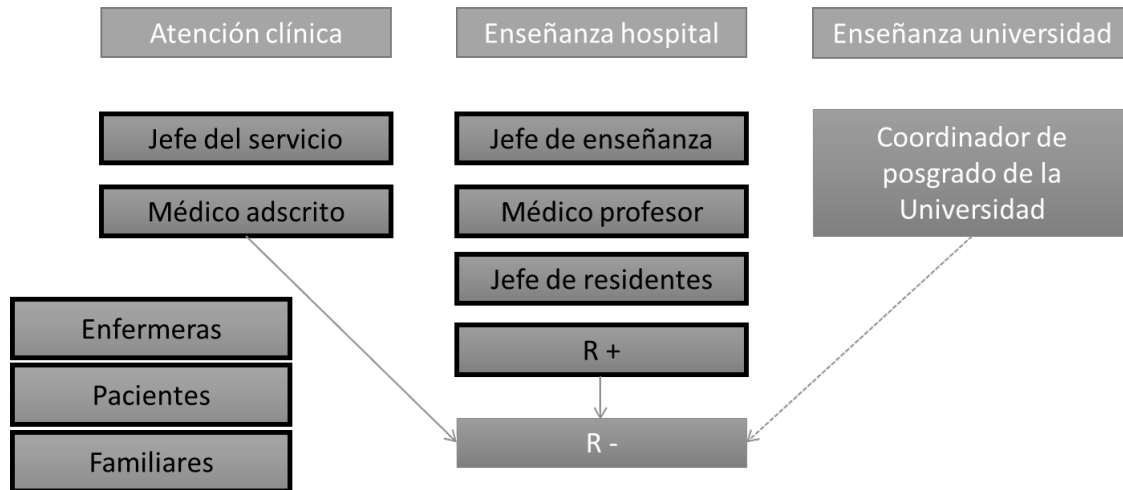 Atención clínica
Enseñanza hospital
Enseñanza universidad
Jefe del servicio
Jefe de enseñanza
Coordinador de
posgrado de la
Universidad
Médico adscrito
Médico profesor
Jefe de residentes
Enfermeras
R +
Pacientes
R -
Familiares